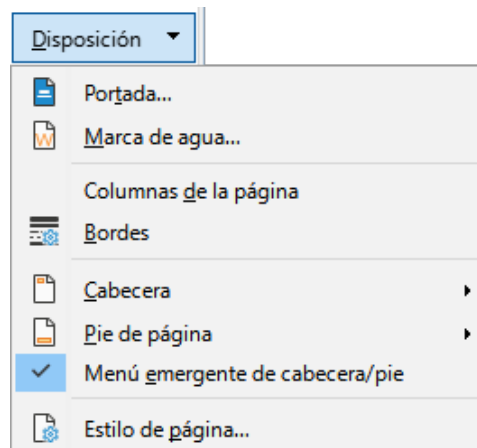 Disposición
Portada...
Marca de agua...
Columnas de la página
Bordes
Cabecera
Pie de página
Menú emergente de cabecera/pie
Estilo de página...